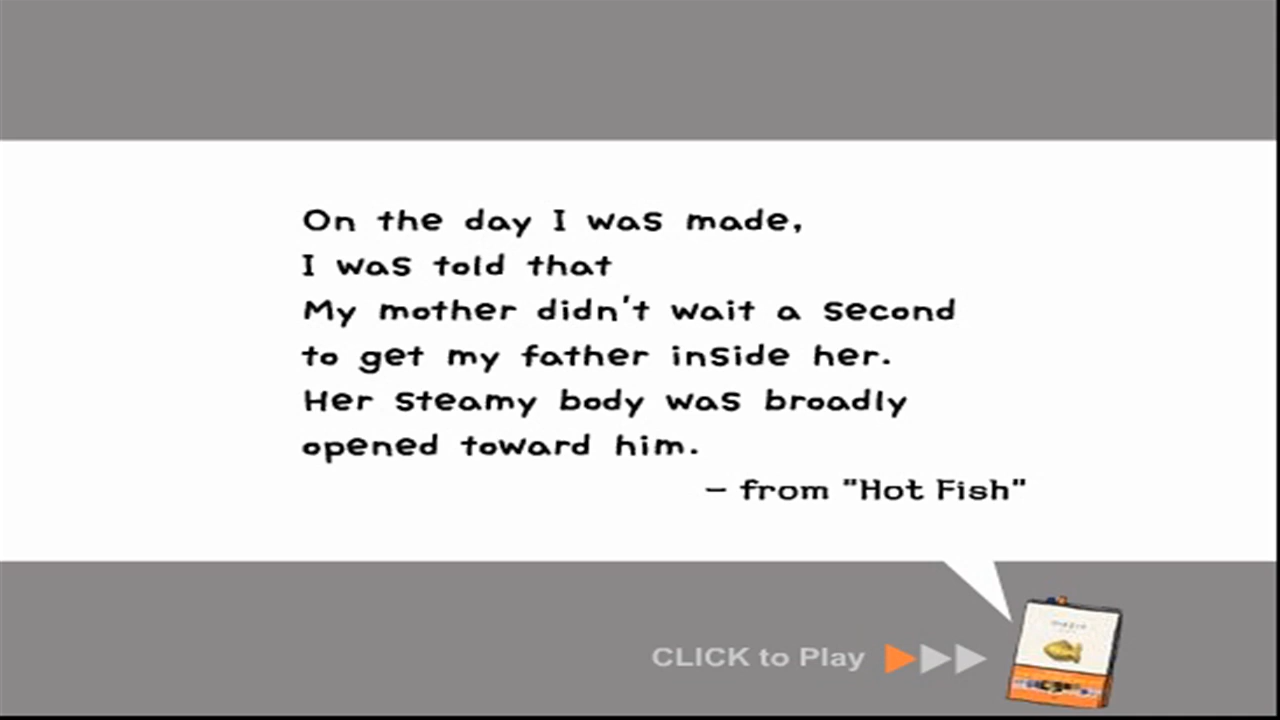 On the day I was made,
I was told that
My mother didn't wait a second
to get my father inside her.
Her steamy body was broadly
opened toward him.
- from "Hot Fish"
CLICK to Play